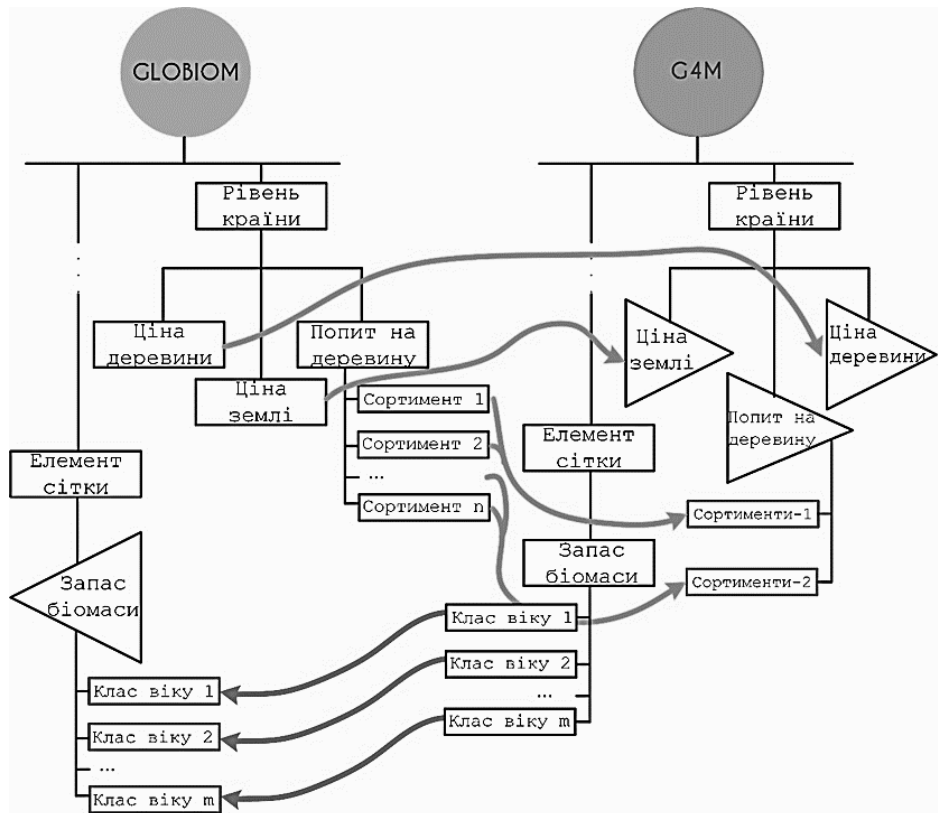 GLOBIOM
G4M
Рівень
країни
Рівень
країни
Ціна
деревини
Попит на
деревину
Ціна
землі
Ціна
деревини
Ціна
землі
Сортимент 1
Попит на
деревину
Елемент
сітки
Сортимент 2
Елемент
сітки
...
Сортимент n
Сортименти-1
Запас
біомаси
Запас
біомаси
Сортименти-2
Клас віку 1
Клас віку 2
Клас віку 1
...
Клас віку m
Клас віку 2
...
Клас віку m